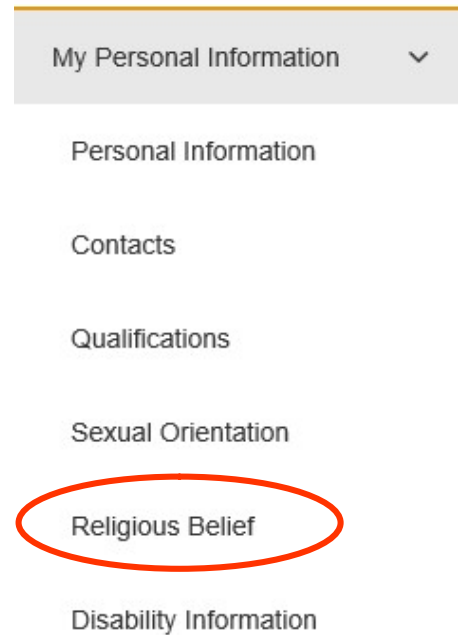 My Personal Information
Personal Information
Contacts
Qualifications
Sexual Orientation
Religious Belief
Disability Information